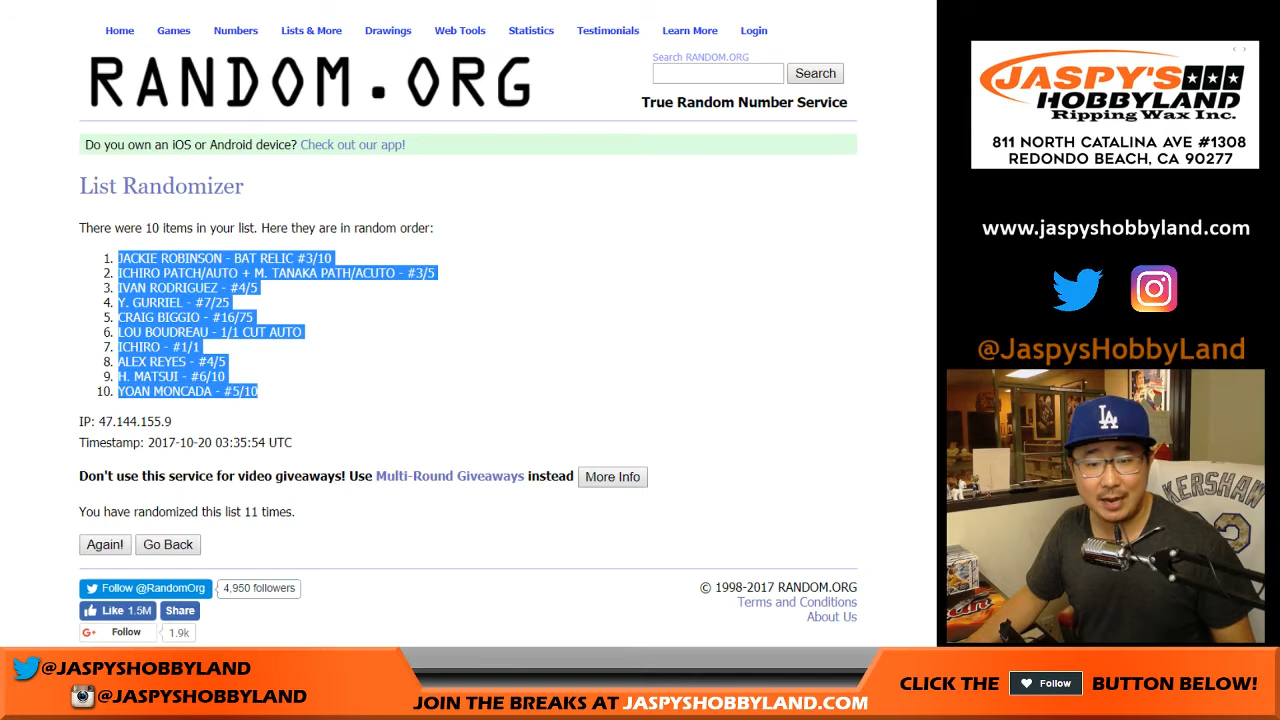 Home Games Numbers Lists & More Drawings Web Tools Statistics Testimonials Learn More Login
RANDOM.ORG
Search RANDOM.ORG
Search
True Random Number Service
Do you own an iOS or Android device? Check out our app!
List Randomizer
There were 10 items in your list. Here they are in random order:
1. JACKIE ROBINSON - BAT RELIC #3/10
2. ICHIRO PATCH/AUTO + M. TANAKA PATH/ACUTO - #3/5
3. IVAN RODRIGUEZ - #4/5
4. Y. GURRIEL - #7/25
5. CRAIG BIGGIO - #16/75
6. LOU BOUDREAU - 1/1 CUT AUTO
7. ICHIRO - #1/1
8. ALEX REYES - #4/5
9. H. MATSUI - #6/10
10. YOAN MONCADA - #5/10
IP: 47.144.155.9
Timestamp: 2017-10-20 03:35:54 UTC
Don't use this service for video giveaways! Use Multi-Round Giveaways instead More Info
You have randomized this list 11 times.
Again! Go Back
Follow @RandomOrg 4,950 followers
Like 1.5M Share
G+ Follow 1.9k
© 1998-2017 RANDOM.ORG
Terms and Conditions
About Us
JASPY'S
HOBBYLAND
Ripping Wax Inc.
811 NORTH CATALINA AVE #1308
REDONDO BEACH, CA 90277
www.jaspyshobbyland.com
@JaspysHobbyLand
LA
KERSHAW
@JASPYSHOBBYLAND
@JASPYSHOBBYLAND
JOIN THE BREAKS AT JASPYSHOBBYLAND.COM
CLICK THE Follow BUTTON BELOW!